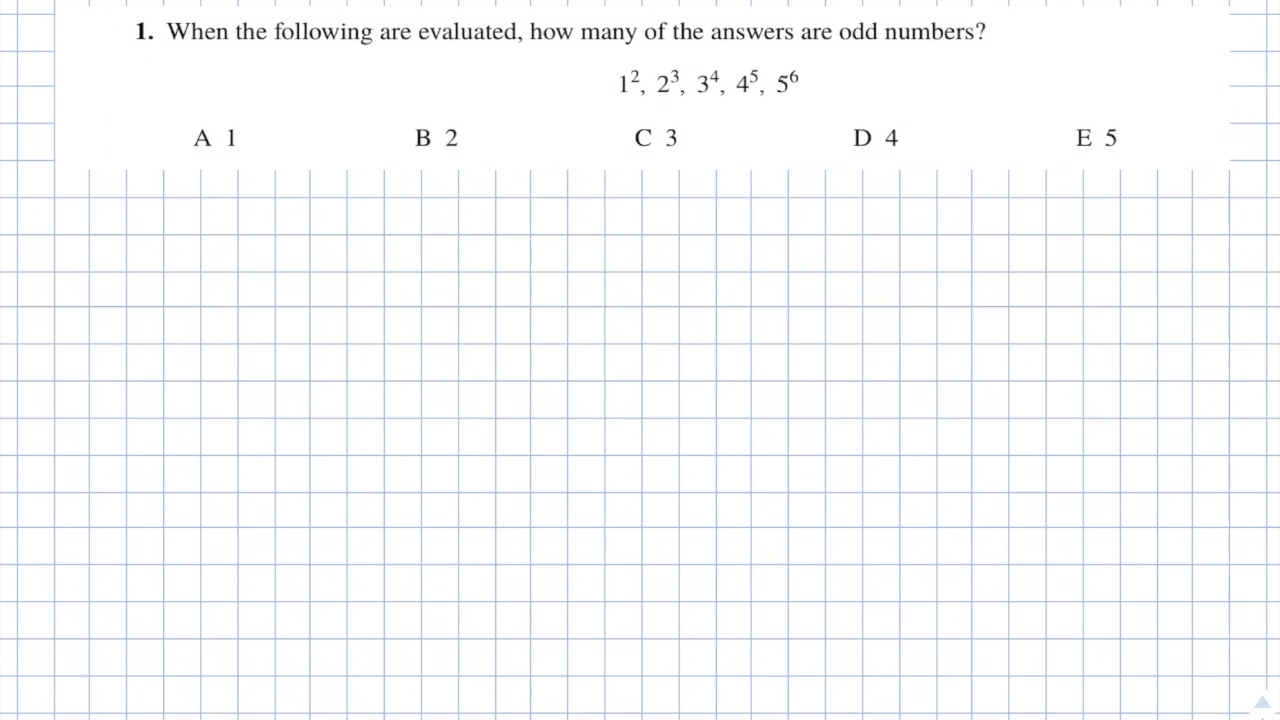 1. When the following are evaluated, how many of the answers are odd numbers?
1², 2³, 3⁴, 4⁵, 5⁶
A 1 B 2 C 3 D 4 E 5